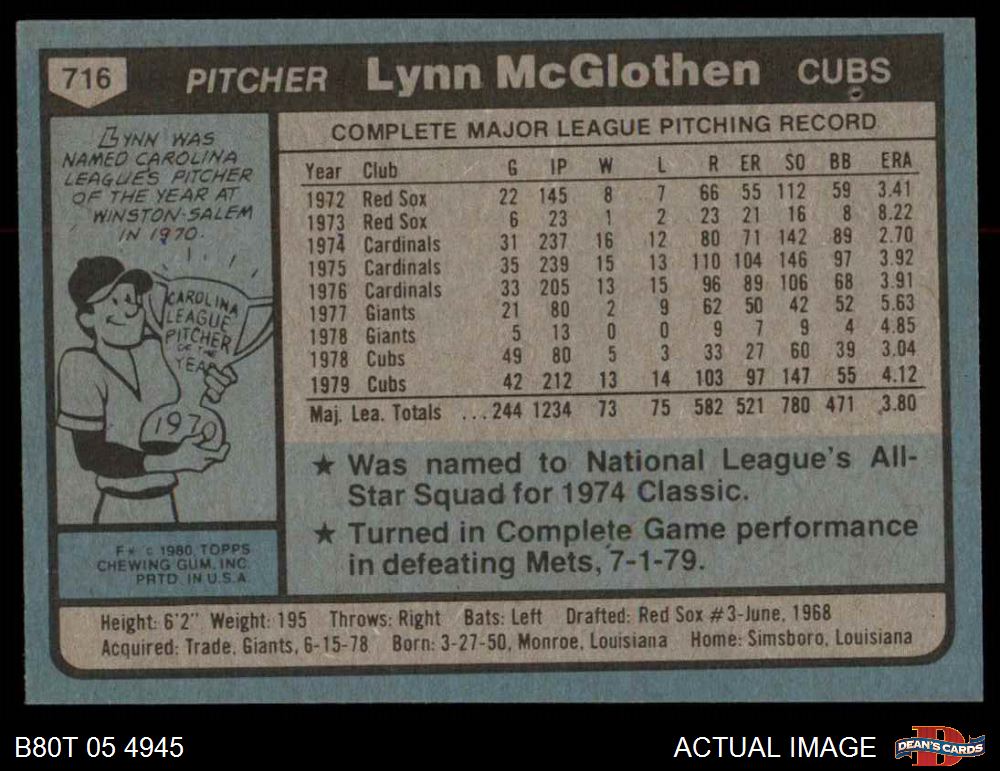 716 PITCHER Lynn McGlothen CUBS
LYNN WAS
NAMED CAROLINA
LEAGUE'S PITCHER
OF THE YEAR AT
WINSTON-SALEM
IN 1970.
CAROLINA
LEAGUE
PITCHER
OF THE
YEAR
1970
F* © 1980, TOPPS
CHEWING GUM, INC.
PRTD. IN U.S.A.
COMPLETE MAJOR LEAGUE PITCHING RECORD
Year Club G IP W L R ER SO BB ERA
1972 Red Sox 22 145 8 7 66 55 112 59 3.41
1973 Red Sox 6 23 1 2 23 21 16 8 8.22
1974 Cardinals 31 237 16 12 80 71 142 89 2.70
1975 Cardinals 35 239 15 13 110 104 146 97 3.92
1976 Cardinals 33 205 13 15 96 89 106 68 3.91
1977 Giants 21 80 2 9 62 50 42 52 5.63
1978 Giants 5 13 0 0 9 7 9 4 4.85
1978 Cubs 49 80 5 3 33 27 60 39 3.04
1979 Cubs 42 212 13 14 103 97 147 55 4.12
Maj. Lea. Totals ...244 1234 73 75 582 521 780 471 3.80
★ Was named to National League's All-
Star Squad for 1974 Classic.
★ Turned in Complete Game performance
in defeating Mets, 7-1-79.
Height: 6'2" Weight: 195 Throws: Right Bats: Left Drafted: Red Sox #3-June, 1968
Acquired: Trade, Giants, 6-15-78 Born: 3-27-50, Monroe, Louisiana Home: Simsboro, Louisiana
B80T 05 4945
ACTUAL IMAGE
DEAN'S CARDS